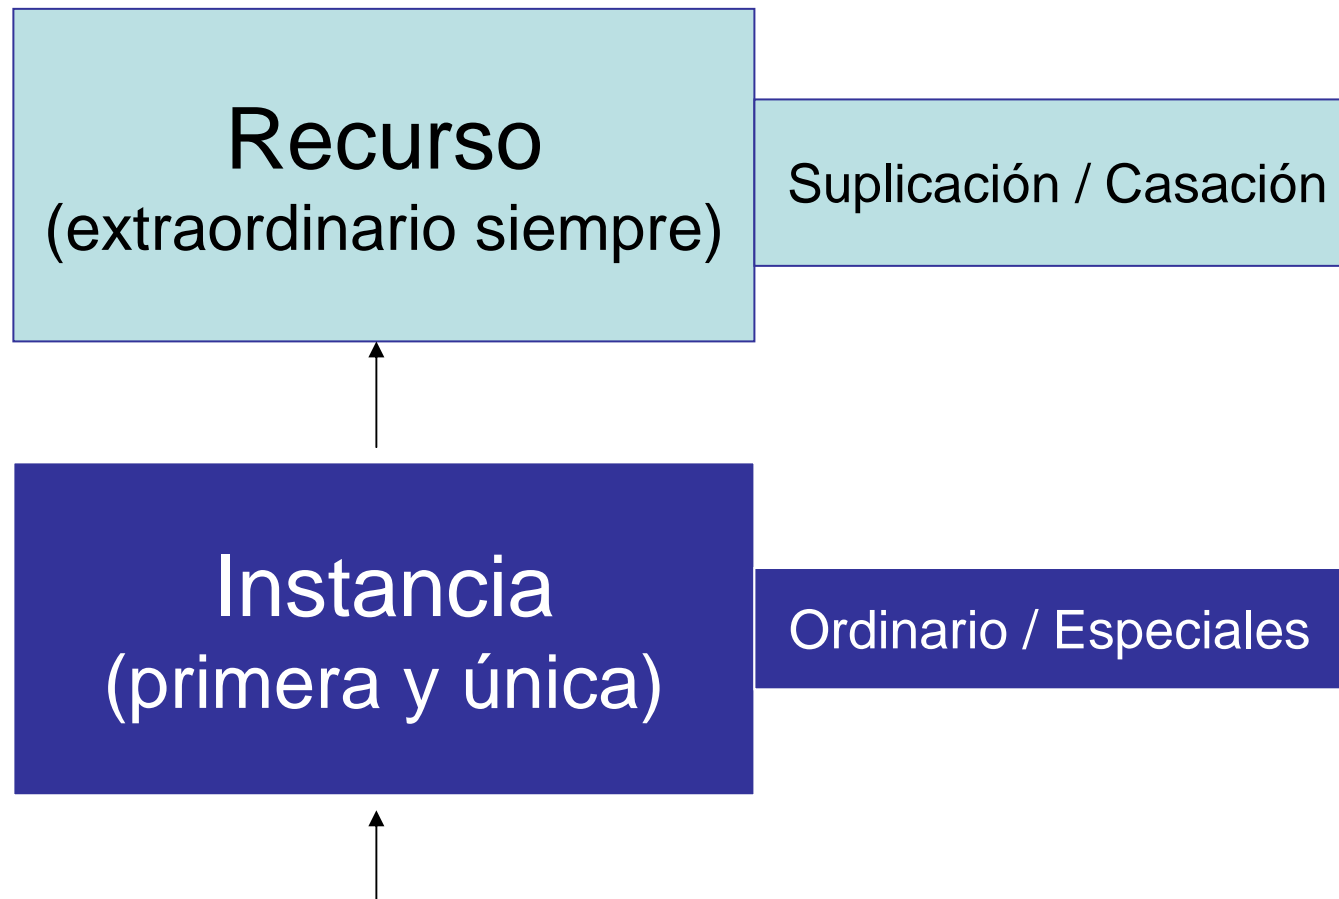 Recurso
(extraordinario siempre)
Suplicación / Casación
Instancia
(primera y única)
Ordinario / Especiales